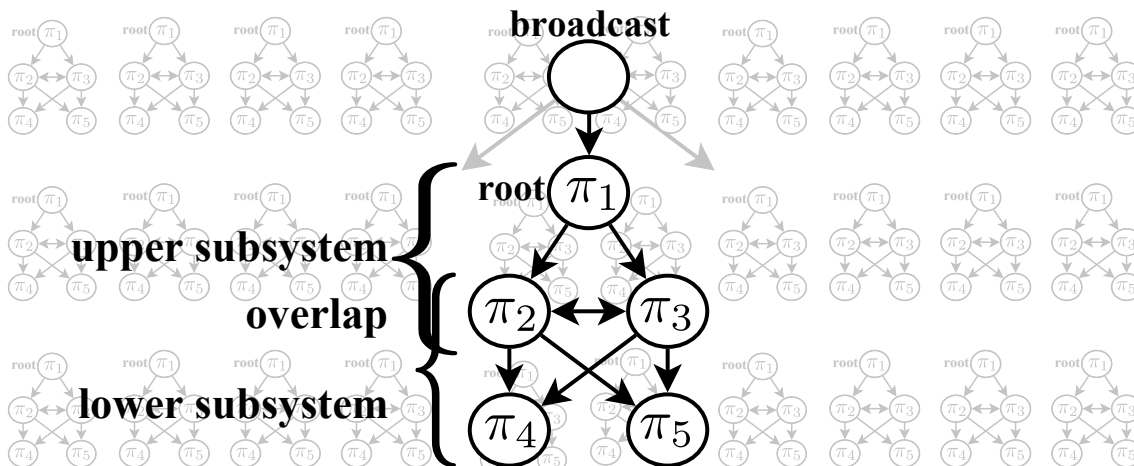 broadcast
root π₁
upper subsystem
overlap
π₂ π₃
lower subsystem
π₄ π₅